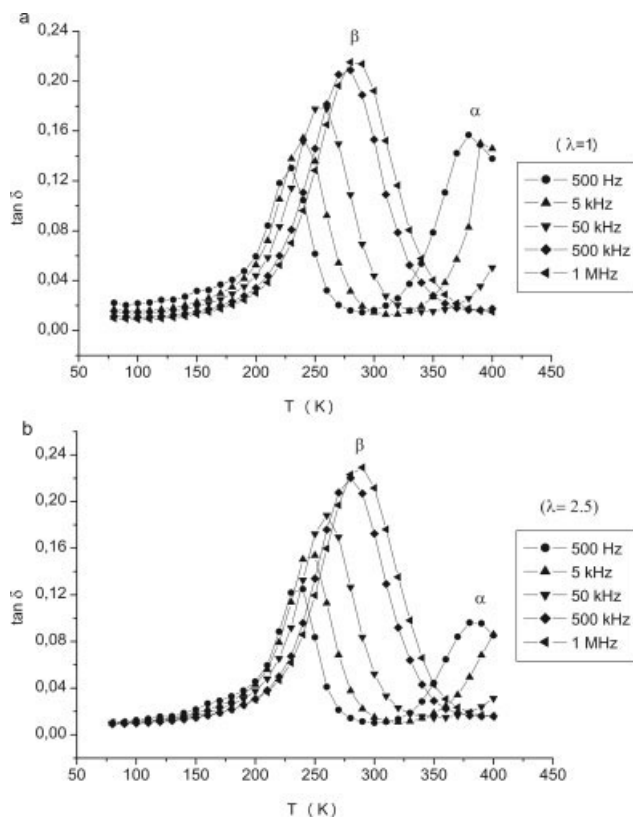 a
β
0,24
0,20
α
0,16
(λ=1)
0,12
tan δ
500 Hz
5 kHz
50 kHz
500 kHz
1 MHz
0,08
0,04
0,00
50 100 150 200 250 300 350 400 450
T (K)
b
β
0,24
0,20
(λ= 2.5)
0,16
500 Hz
5 kHz
50 kHz
500 kHz
1 MHz
0,12
tan δ
α
0,08
0,04
0,00
50 100 150 200 250 300 350 400 450
T (K)